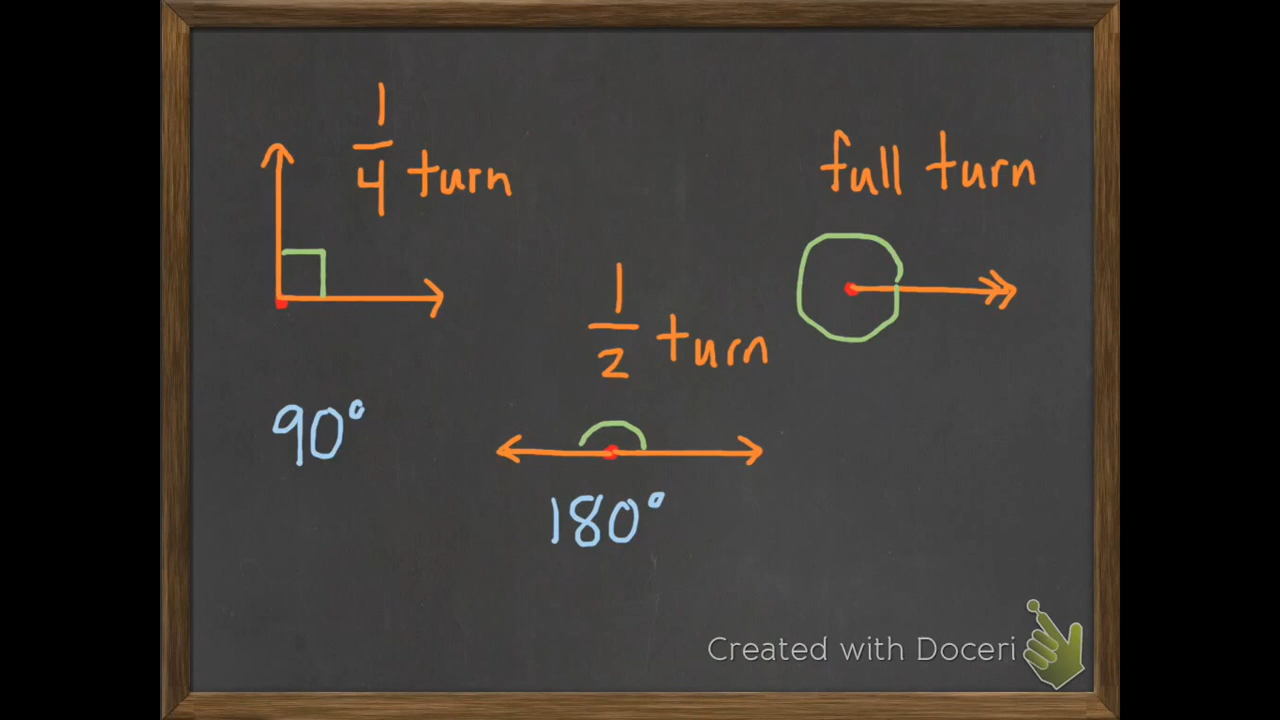 1/4 turn
full turn
1/2 turn
90°
180°
Created with Doceri